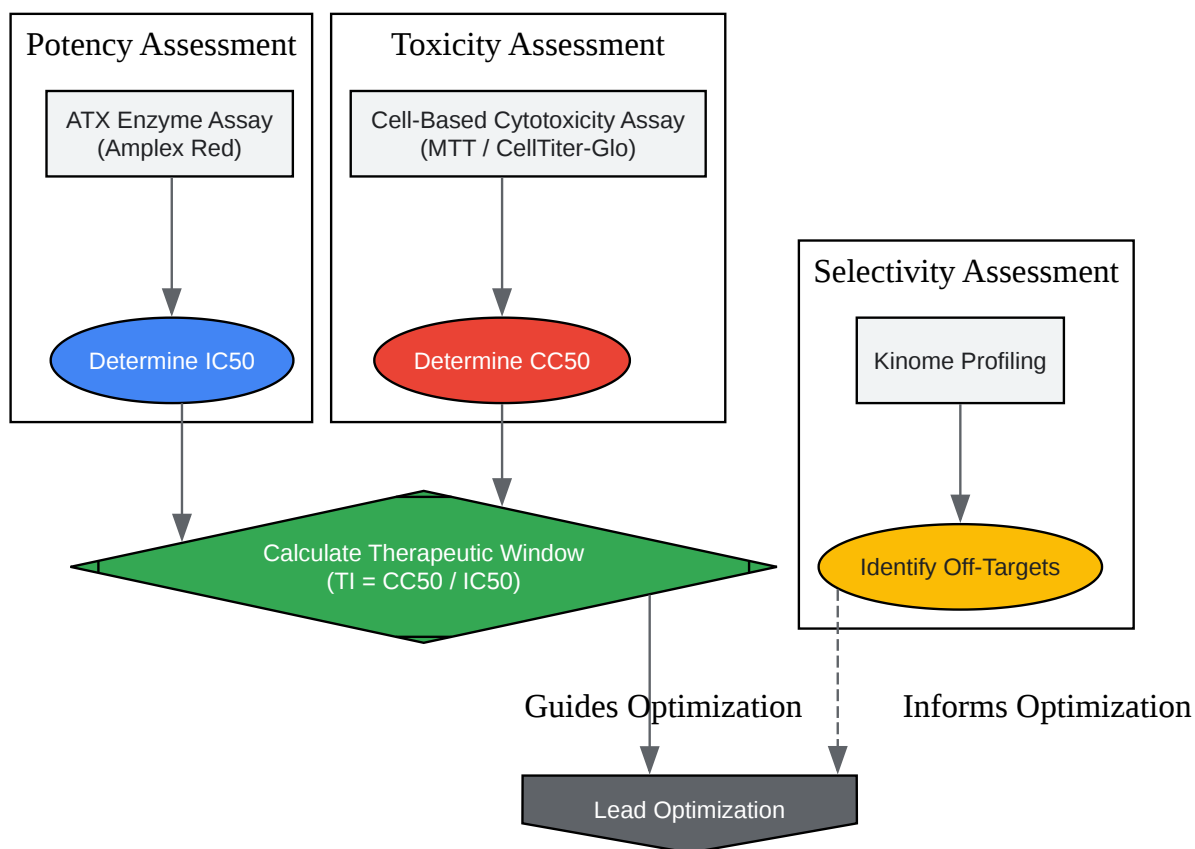 Potency Assessment
ATX Enzyme Assay
(Amplex Red)
Determine IC50
Toxicity Assessment
Cell-Based Cytotoxicity Assay
(MTT / CellTiter-Glo)
Determine CC50
Selectivity Assessment
Kinome Profiling
Identify Off-Targets
Calculate Therapeutic Window
(TI = CC50 / IC50)
Guides Optimization
Informs Optimization
Lead Optimization